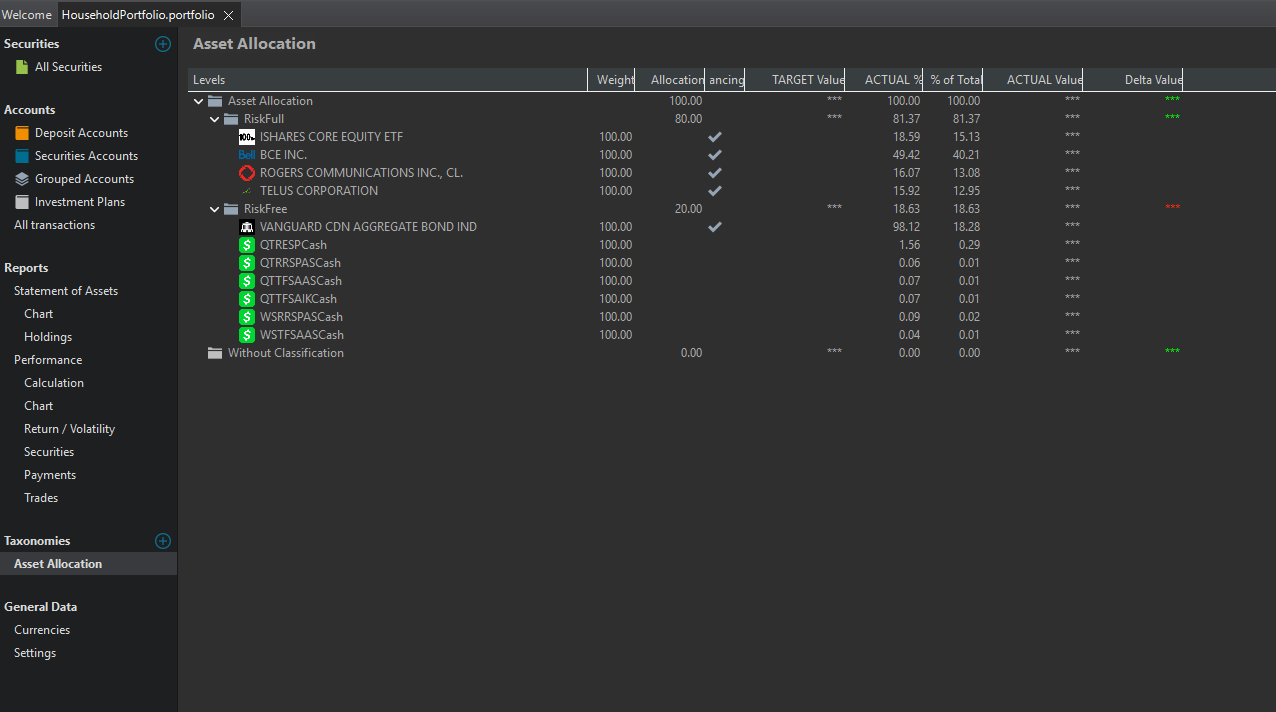 Welcome HouseholdPortfolio.portfolio
Securities
All Securities
Accounts
Deposit Accounts
Securities Accounts
Grouped Accounts
Investment Plans
All transactions
Reports
Statement of Assets
Chart
Holdings
Performance
Calculation
Chart
Return / Volatility
Securities
Payments
Trades
Taxonomies
Asset Allocation
General Data
Currencies
Settings
Asset Allocation
Levels Weight Allocation ancing TARGET Value ACTUAL % % of Total ACTUAL Value Delta Value
Asset Allocation 100.00 *** 100.00 100.00 *** ***
RiskFull 80.00 *** 81.37 81.37 *** ***
100% ISHARES CORE EQUITY ETF 100.00 ✔ 18.59 15.13 ***
Bell BCE INC. 100.00 ✔ 49.42 40.21 ***
ROGERS COMMUNICATIONS INC., CL. 100.00 ✔ 16.07 13.08 ***
TELUS CORPORATION 100.00 ✔ 15.92 12.95 ***
RiskFree 20.00 *** 18.63 18.63 *** ***
VANGUARD CDN AGGREGATE BOND IND 100.00 ✔ 98.12 18.28 ***
$ QTRESPCash 100.00 1.56 0.29 ***
$ QTRRSPASCash 100.00 0.06 0.01 ***
$ QTTFSAASCash 100.00 0.07 0.01 ***
$ QTTFSAIKCash 100.00 0.07 0.01 ***
$ WSRRSPASCash 100.00 0.09 0.02 ***
$ WSTFSAASCash 100.00 0.04 0.01 ***
Without Classification 0.00 *** 0.00 0.00 *** ***